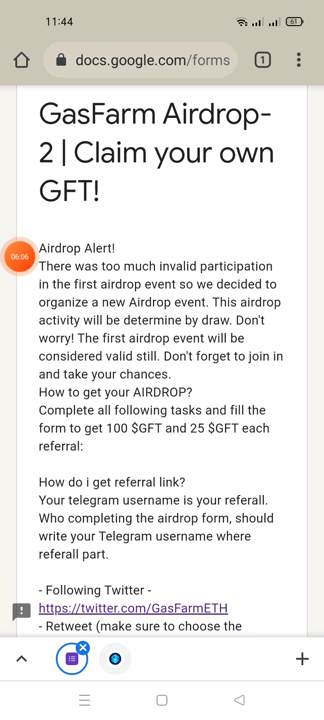 11:44
61
docs.google.com/forms
1
GasFarm Airdrop-
2 | Claim your own
GFT!
06:06
Airdrop Alert!
There was too much invalid participation
in the first airdrop event so we decided to
organize a new Airdrop event. This airdrop
activity will be determine by draw. Don't
worry! The first airdrop event will be
considered valid still. Don't forget to join in
and take your chances.
How to get your AIRDROP?
Complete all following tasks and fill the
form to get 100 $GFT and 25 $GFT each
referral:
How do i get referral link?
Your telegram username is your referall.
Who completing the airdrop form, should
write your Telegram username where
referall part.
- Following Twitter -
https://twitter.com/GasFarmETH
- Retweet (make sure to choose the